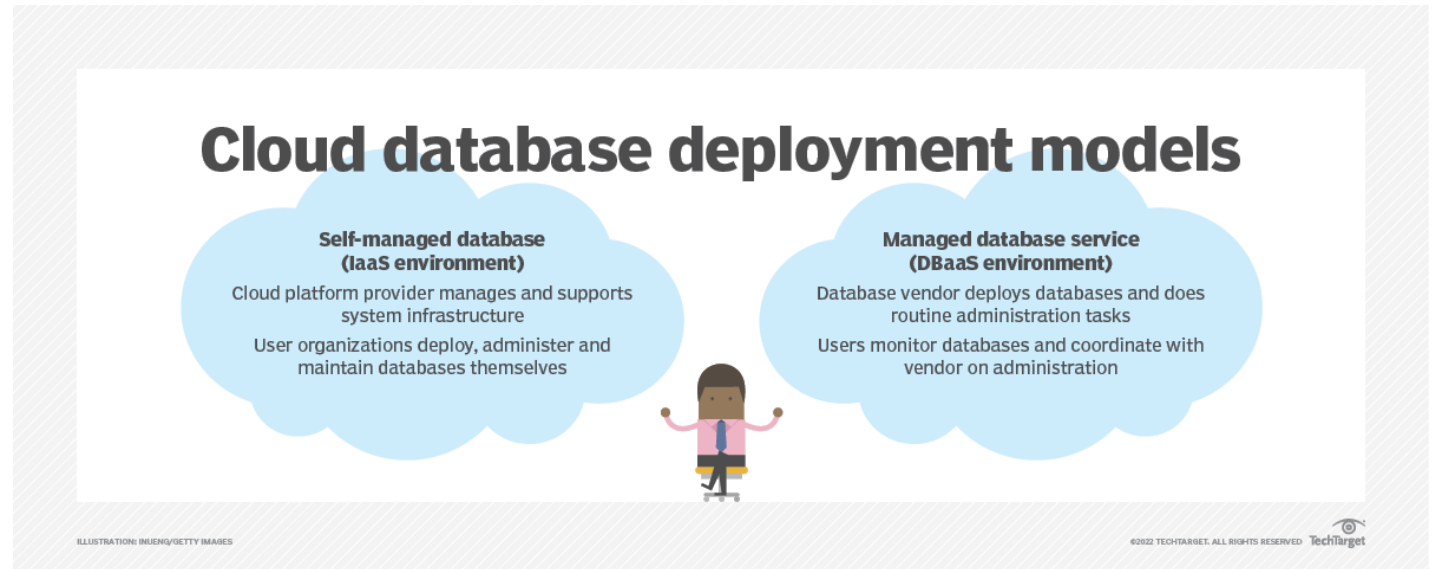 Cloud database deployment models
Self-managed database
(IaaS environment)
Cloud platform provider manages and supports
system infrastructure
User organizations deploy, administer and
maintain databases themselves
Managed database service
(DBaaS environment)
Database vendor deploys databases and does
routine administration tasks
Users monitor databases and coordinate with
vendor on administration
ILLUSTRATION: INUENG/GETTY IMAGES
©2022 TECHTARGET. ALL RIGHTS RESERVED TechTarget